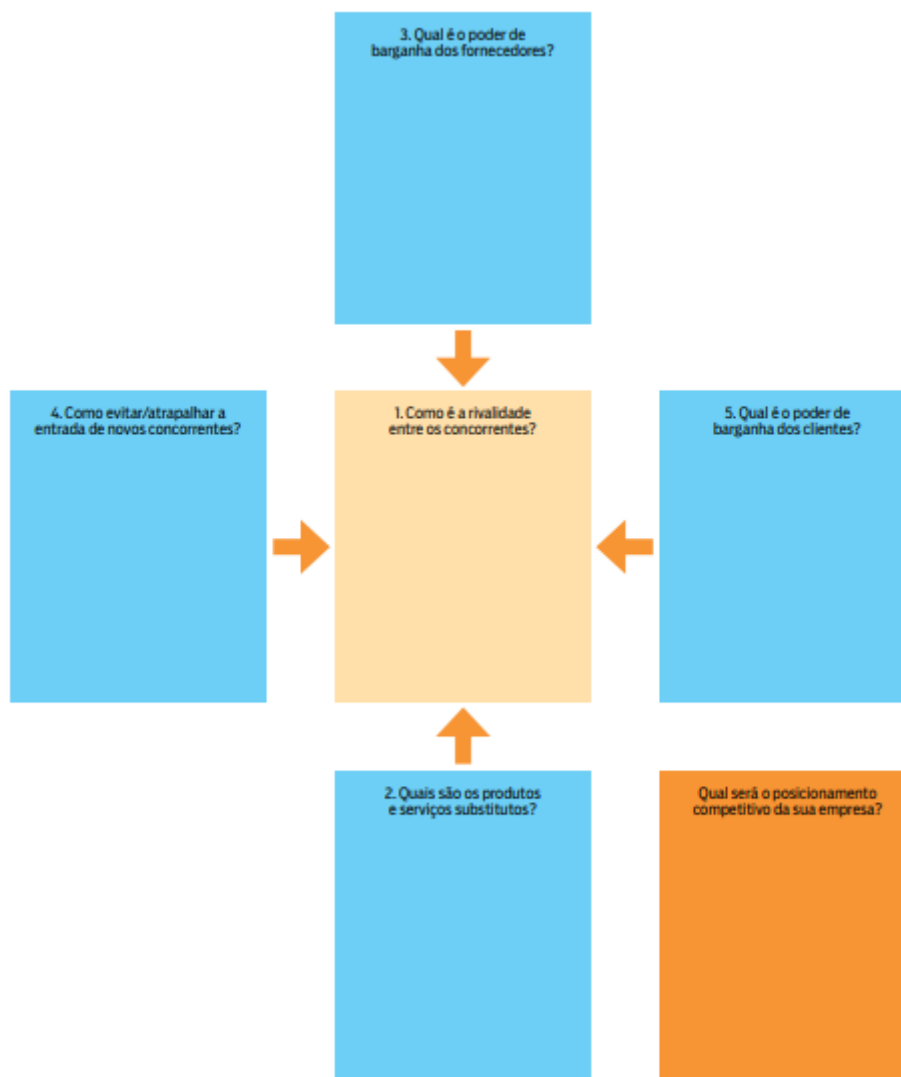 3. Qual é o poder de
barganha dos fornecedores?
4. Como evitar/atrapalhar a
entrada de novos concorrentes?
1. Como é a rivalidade
entre os concorrentes?
5. Qual é o poder de
barganha dos clientes?
2. Quais são os produtos
e serviços substitutos?
Qual será o posicionamento
competitivo da sua empresa?